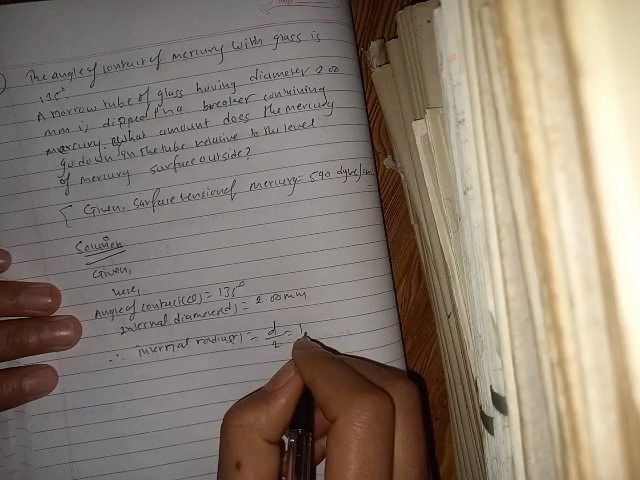 The angle of contact of mercury with glass is
135°.
A norrow tube of glass having diameter 2.00
mm is dipped in a breaker containing
mercury. What amount does the mercury
go down in the tube relative to the level
of mercury surface outside?
{ Given, Surface tension of mercury = 540 dyne/cm
Solution
Given,
here,
Angle of contact(θ) = 135°
Internal diameter(d) = 2.00 mm
∴ internal radius(r) = d/2 = 1